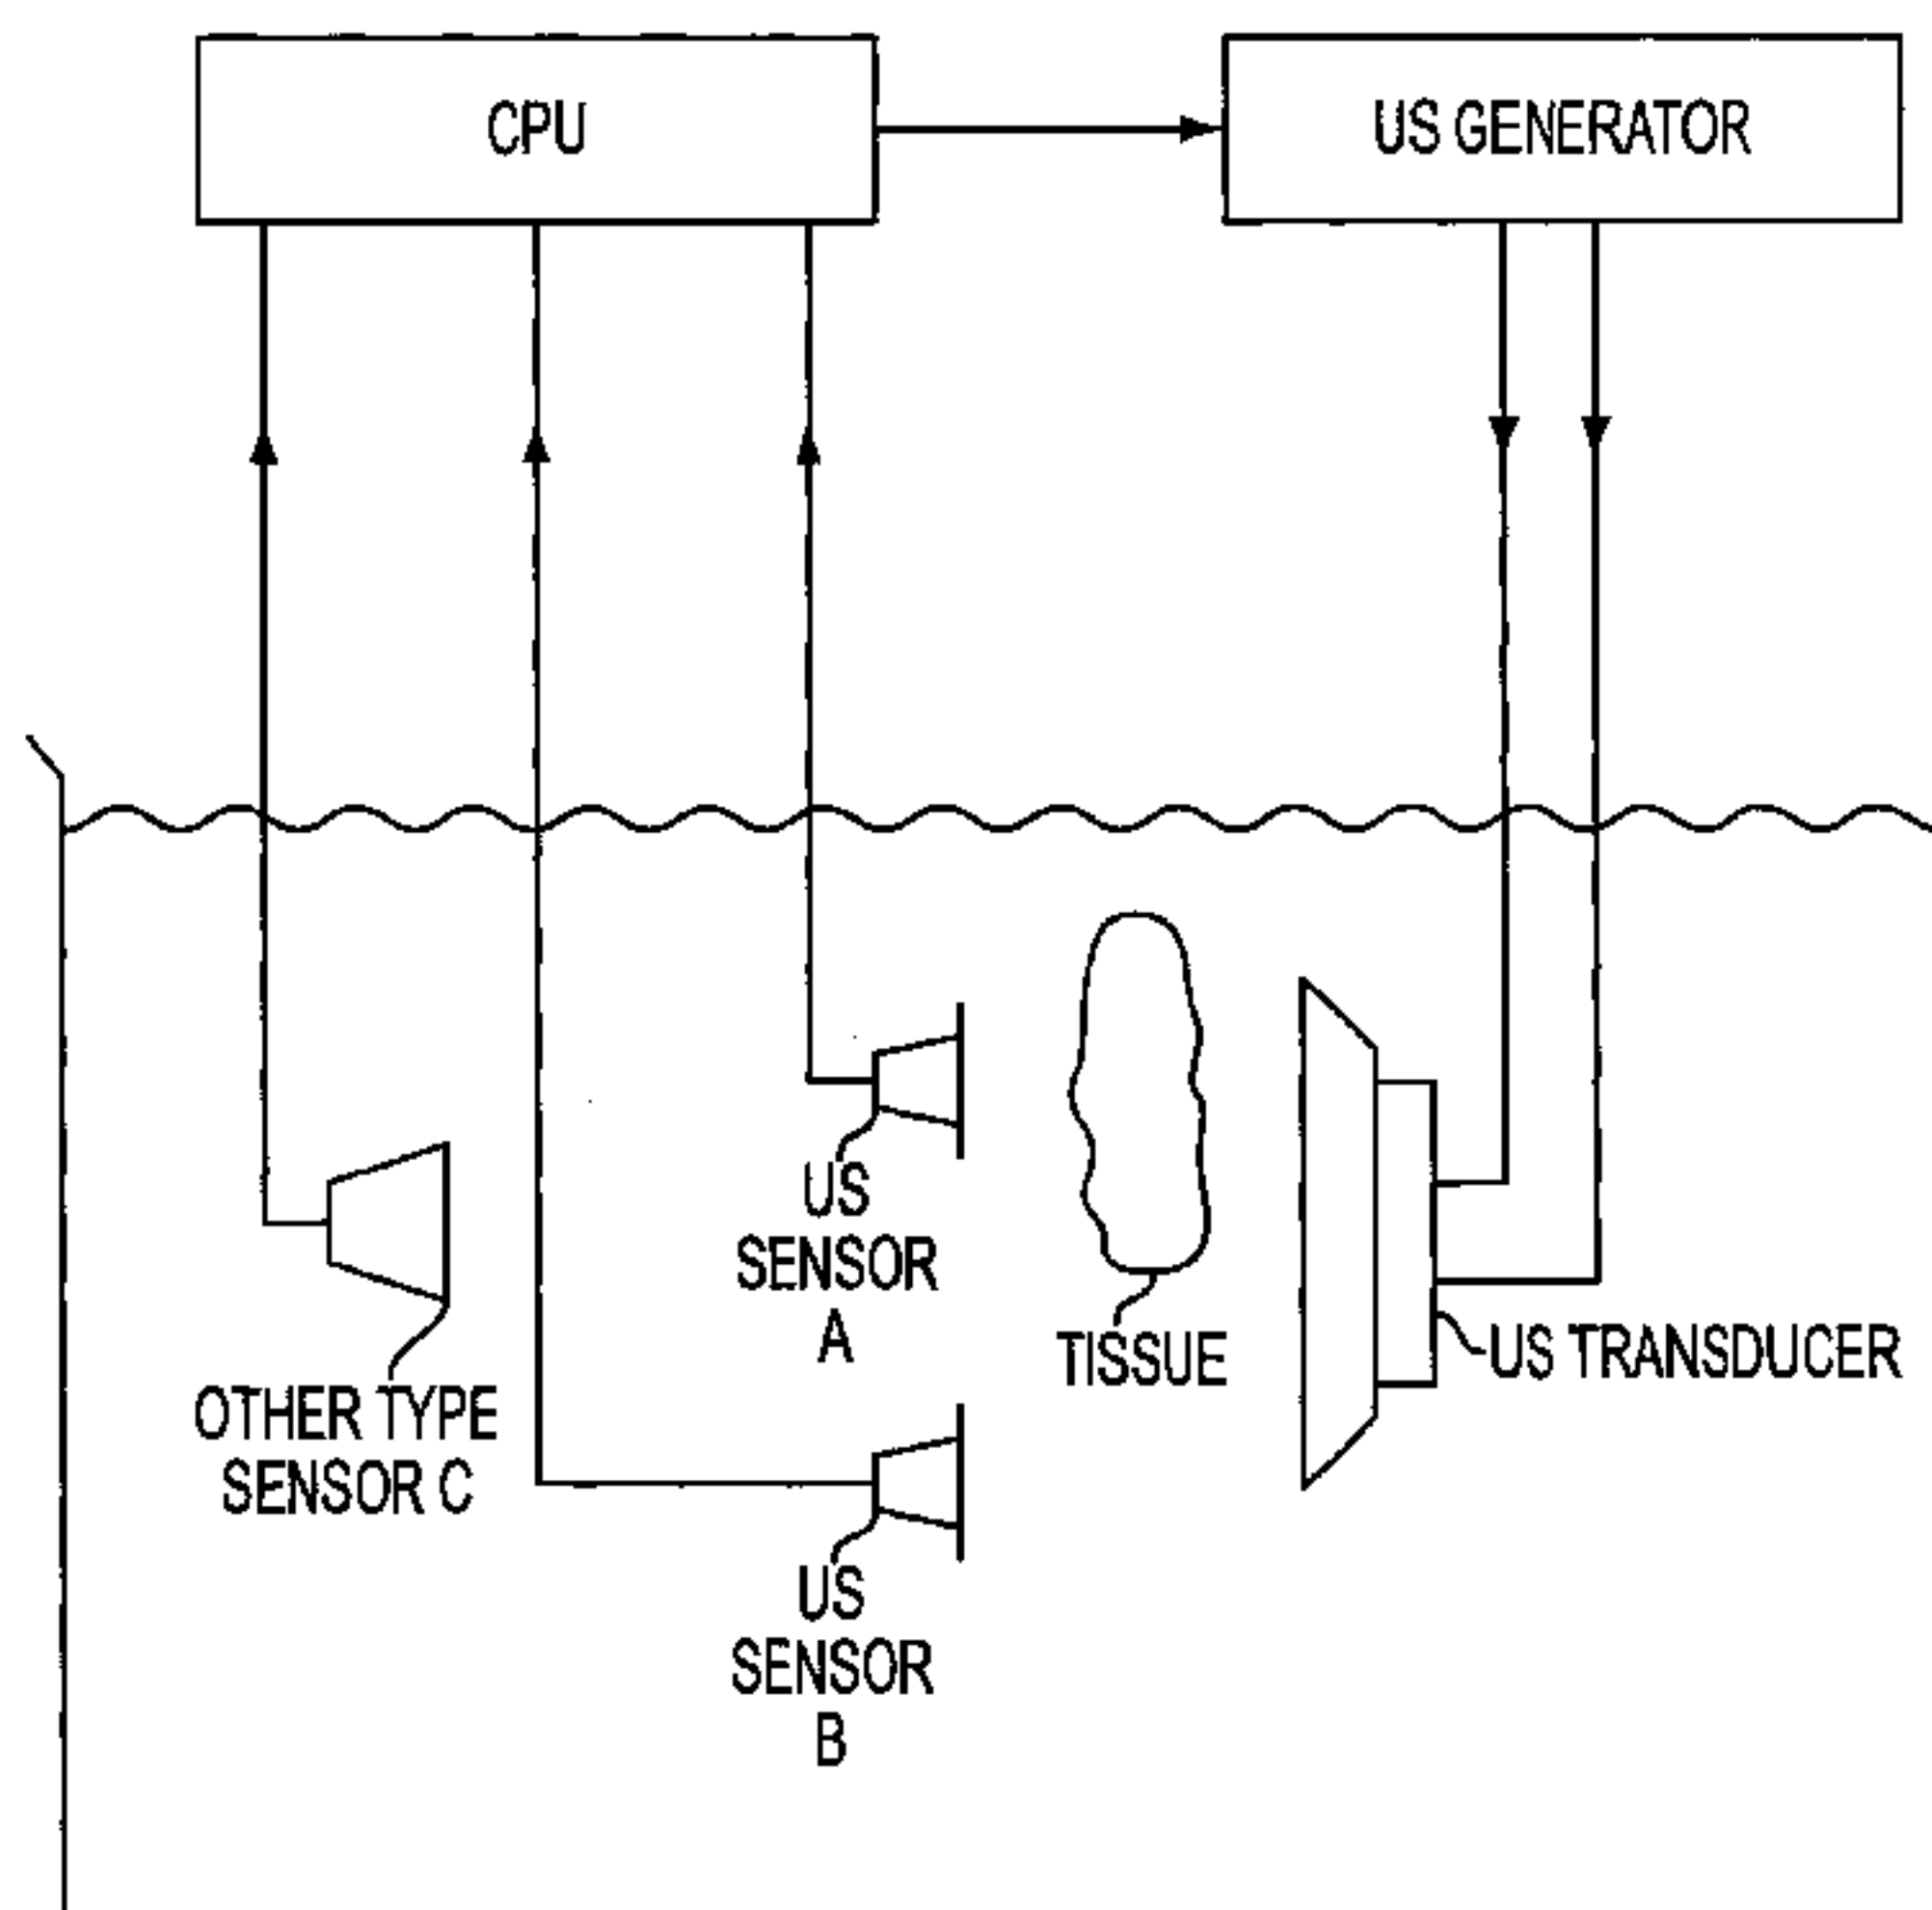 CPU
US GENERATOR
US
SENSOR
A
TISSUE
US TRANSDUCER
OTHER TYPE
SENSOR C
US
SENSOR
B